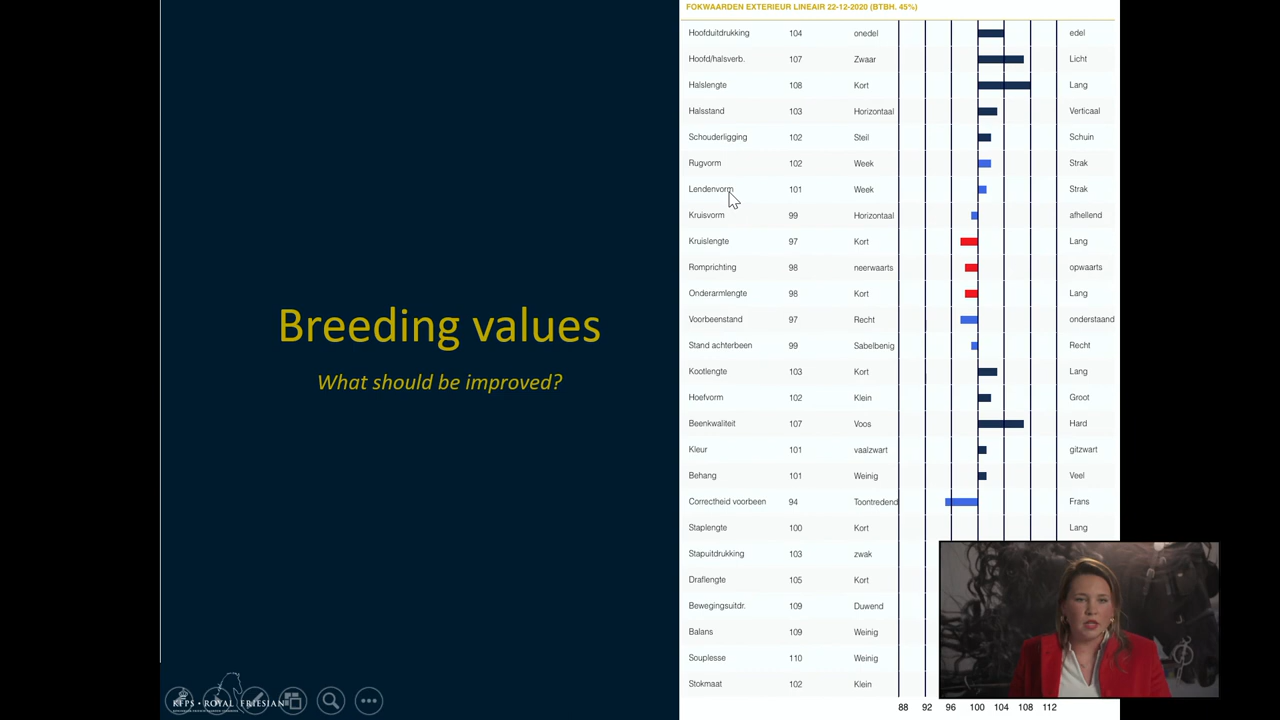 FOKWAARDEN EXTERIEUR LINEAIR 22-12-2020 (BTBH. 45%)
Hoofduitdrukking 104 onedel edel
Hoofd/halsverb. 107 Zwaar Licht
Halslengte 108 Kort Lang
Halsstand 103 Horizontaal Verticaal
Schouderligging 102 Steil Schuin
Rugvorm 102 Week Strak
Lendenvorm 101 Week Strak
Kruisvorm 99 Horizontaal afhellend
Kruislengte 97 Kort Lang
Romprichting 98 neerwaarts opwaarts
Onderarmlengte 98 Kort Lang
Voorbeenstand 97 Recht onderstaand
Stand achterbeen 99 Sabelbenig Recht
Kootlengte 103 Kort Lang
Hoefvorm 102 Klein Groot
Beenkwaliteit 107 Voos Hard
Kleur 101 vaalzwart gitzwart
Behang 101 Weinig Veel
Correctheid voorbeen 94 Toontredend Frans
Staplengte 100 Kort Lang
Stapuitdrukking 103 zwak
Draflengte 105 Kort
Bewegingsuitdr. 109 Duwend
Balans 109 Weinig
Souplesse 110 Weinig
Stokmaat 102 Klein
88 92 96 100 104 108 112
Breeding values
What should be improved?
KFPS • ROYAL FRIESIAN